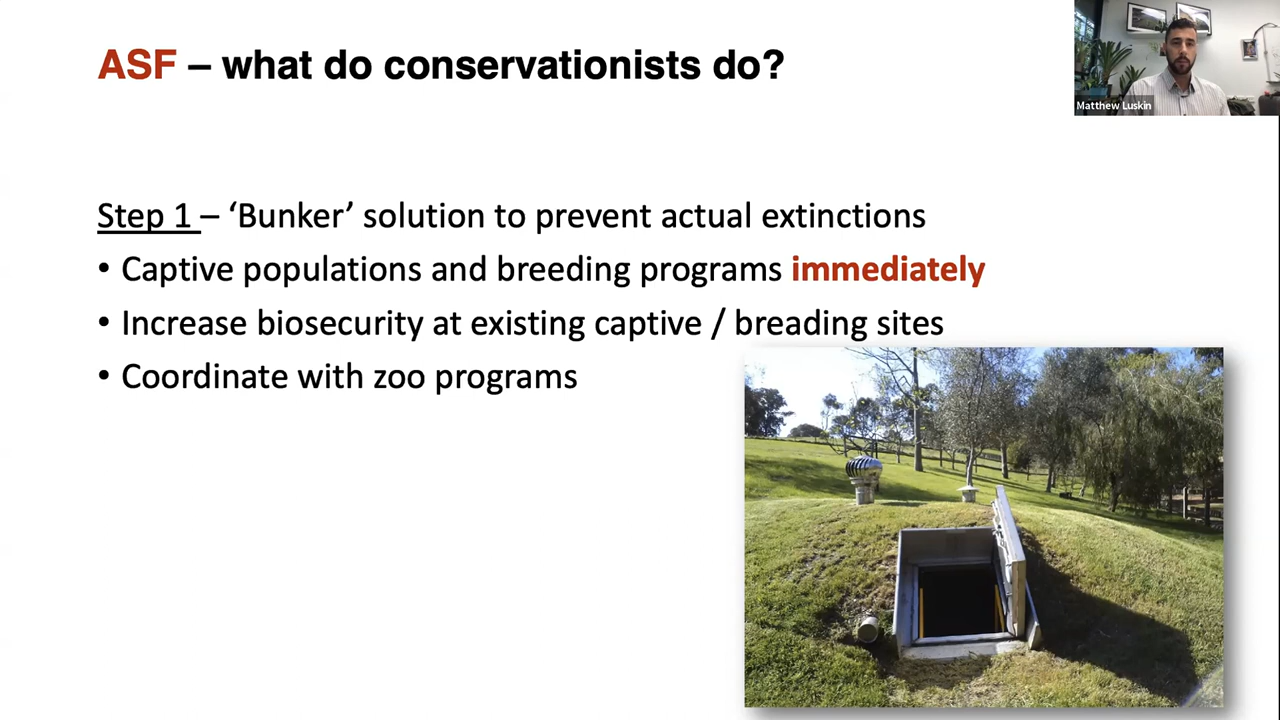 ASF – what do conservationists do?
Matthew Luskin
Step 1 – ‘Bunker’ solution to prevent actual extinctions
• Captive populations and breeding programs immediately
• Increase biosecurity at existing captive / breading sites
• Coordinate with zoo programs